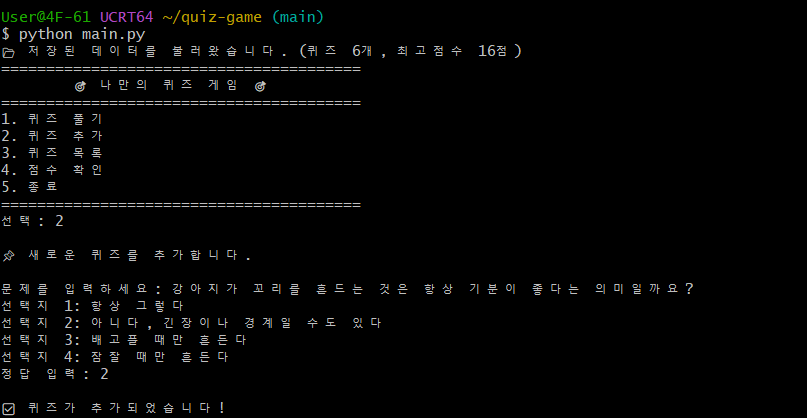 User@4F-61 UCRT64 ~/quiz-game (main)
$ python main.py
📂 저장된 데이터를 불러왔습니다. (퀴즈 6개, 최고점수 16점)
========================================
🎯 나만의 퀴즈 게임 🎯
========================================
1. 퀴즈 풀기
2. 퀴즈 추가
3. 퀴즈 목록
4. 점수 확인
5. 종료
========================================
선택: 2
📌 새로운 퀴즈를 추가합니다.
문제를 입력하세요: 강아지가 꼬리를 흔드는 것은 항상 기분이 좋다는 의미일까요?
선택지 1: 항상 그렇다
선택지 2: 아니다, 긴장이나 경계일 수도 있다
선택지 3: 배고플 때만 흔든다
선택지 4: 잠잘 때만 흔든다
정답 입력: 2
☑ 퀴즈가 추가되었습니다!